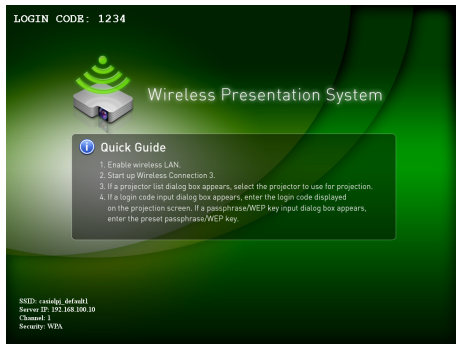 LOGIN CODE: 1234
Wireless Presentation System
Quick Guide
1. Enable wireless LAN.
2. Start up Wireless Connection 3.
3. If a projector list dialog box appears, select the projector to use for projection.
4. If a login code input dialog box appears, enter the login code displayed
on the projection screen. If a passphrase/WEP key input dialog box appears,
enter the preset passphrase/WEP key.
SSID: casiolpj_default1
Server IP: 192.168.100.10
Channel: 1
Security: WPA